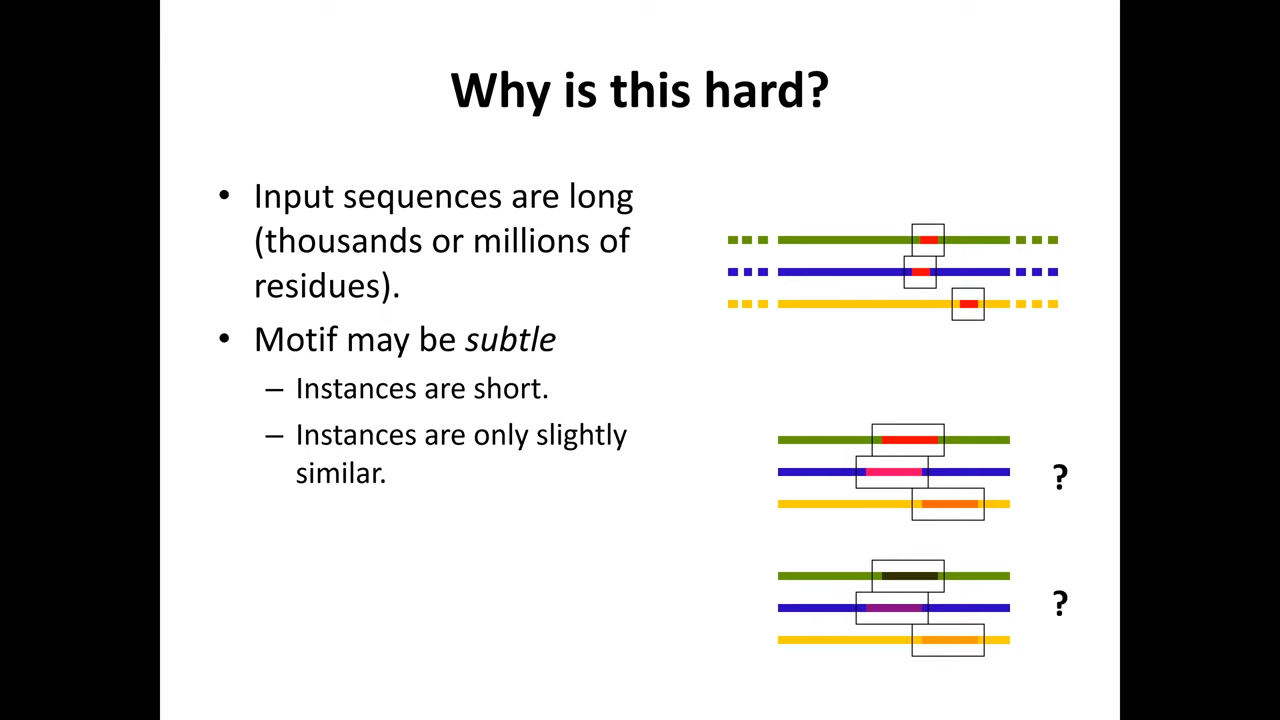 Why is this hard?
• Input sequences are long
(thousands or millions of
residues).
• Motif may be subtle
– Instances are short.
– Instances are only slightly
similar.
?
?